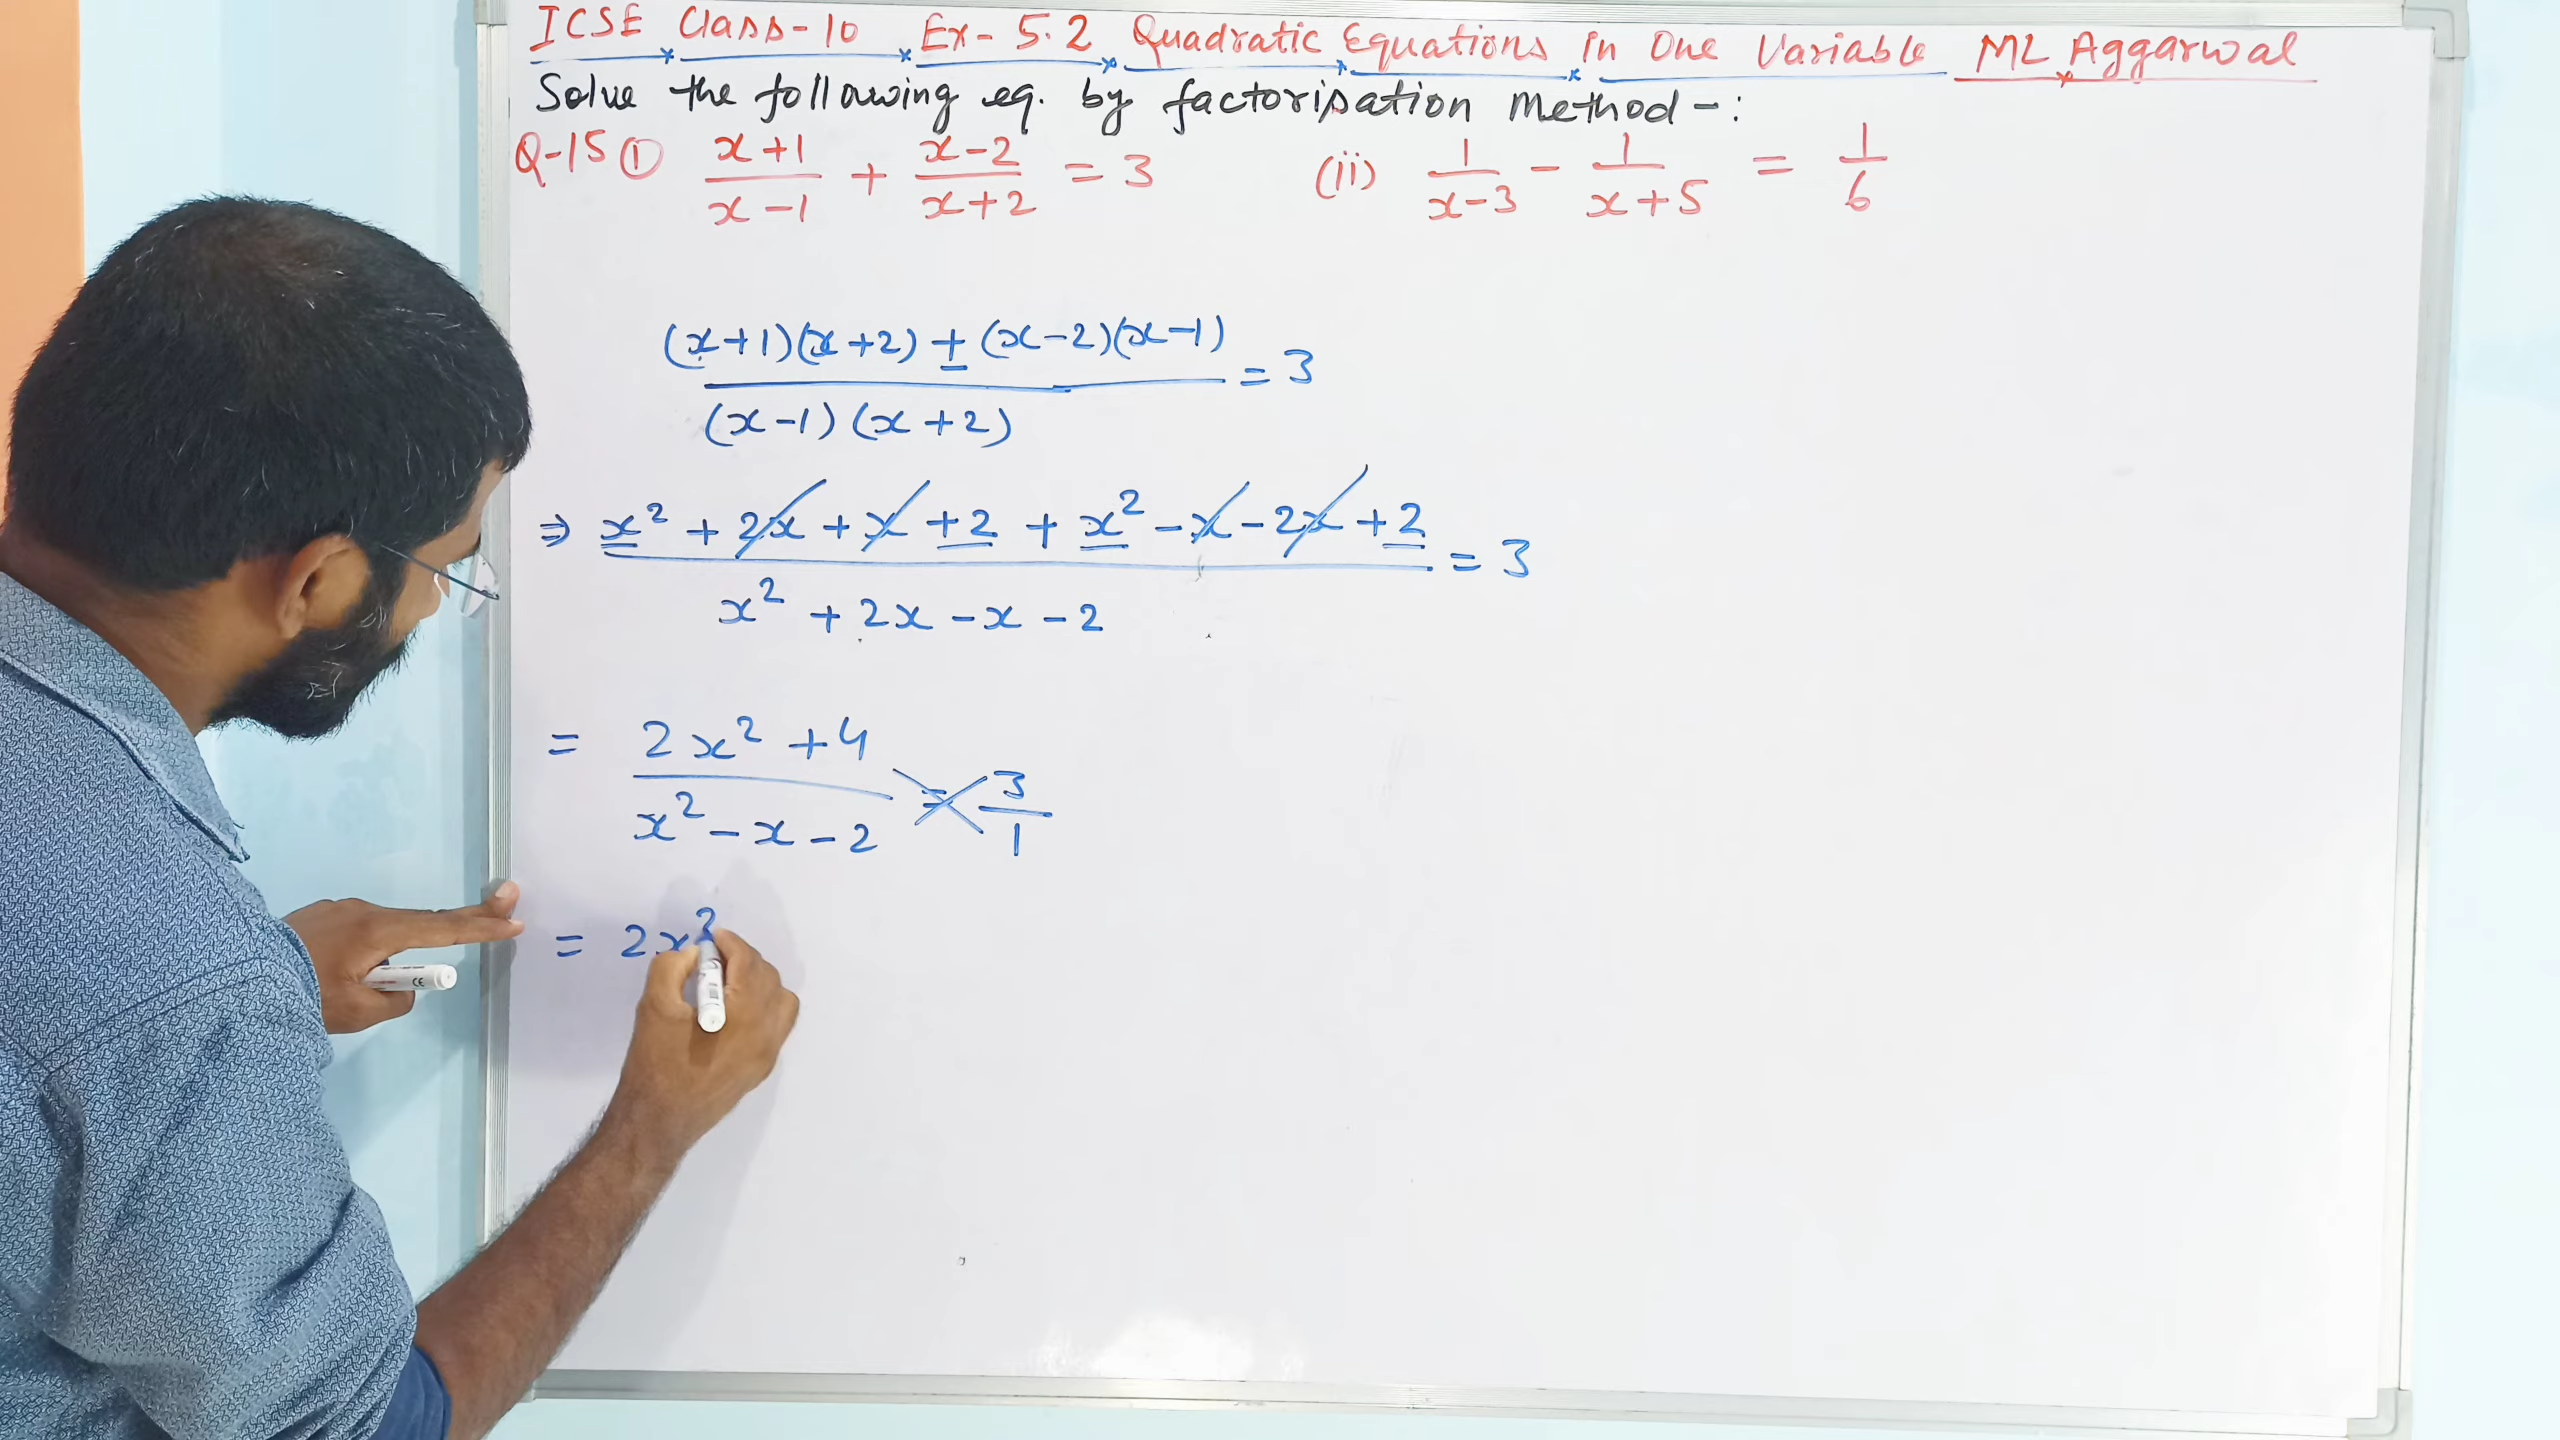 ICSE Class-10 Ex-5.2 Quadratic Equations in One Variable ML Aggarwal
Solve the following eq. by factorisation Method-:
Q-15 ① x+1/x-1 + x-2/x+2 = 3 (ii) 1/x-3 - 1/x+5 = 1/6
(x+1)(x+2) + (x-2)(x-1) / (x-1)(x+2) = 3
⇒ x² + 2x + x + 2 + x² - x - 2x + 2 / x² + 2x - x - 2 = 3
= 2x² + 4 / x² - x - 2 = 3/1
= 2x²
CE